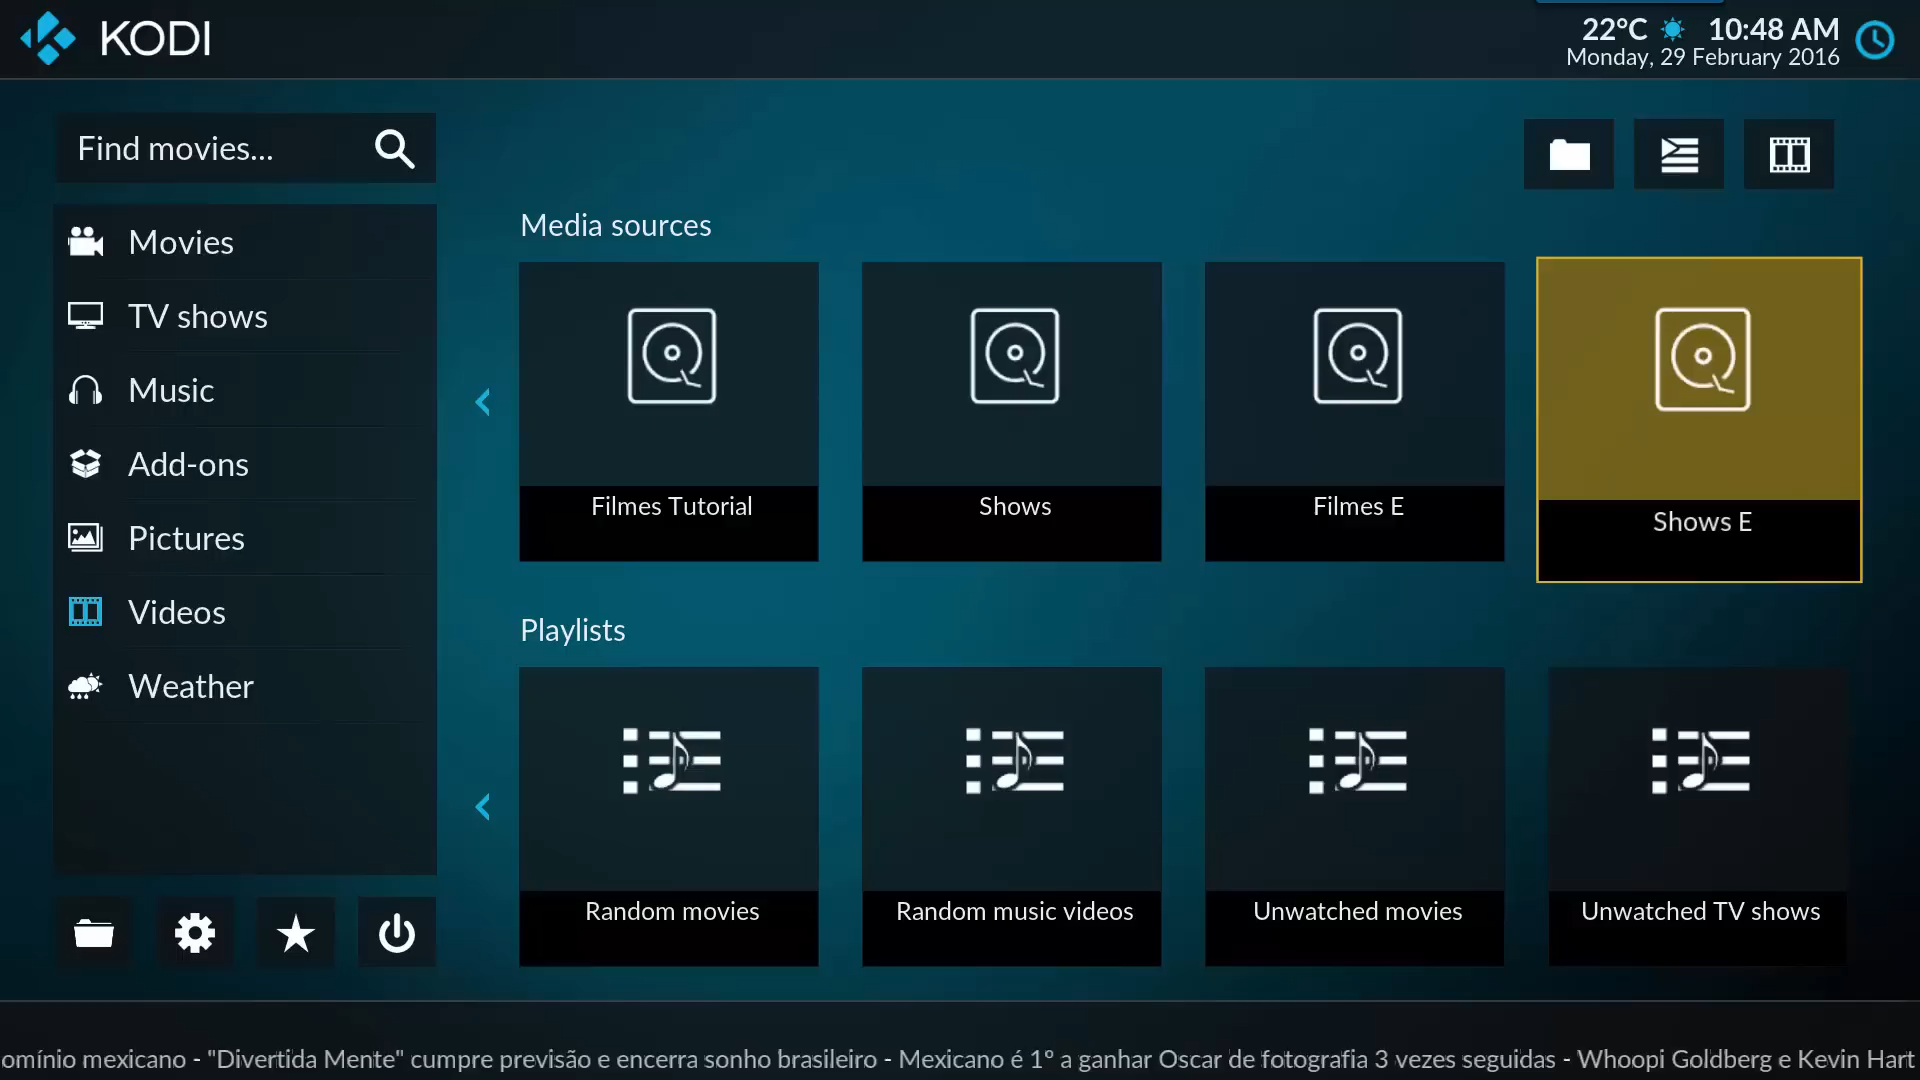 KODI
22°C 10:48 AM
Monday, 29 February 2016
Find movies...
Movies
TV shows
Music
Add-ons
Pictures
Videos
Weather
Media sources
Filmes Tutorial
Shows
Filmes E
Shows E
Playlists
Random movies
Random music videos
Unwatched movies
Unwatched TV shows
omínio mexicano - "Divertida Mente" cumpre previsão e encerra sonho brasileiro - Mexicano é 1º a ganhar Oscar de fotografia 3 vezes seguidas - Whoopi Goldberg e Kevin Hart